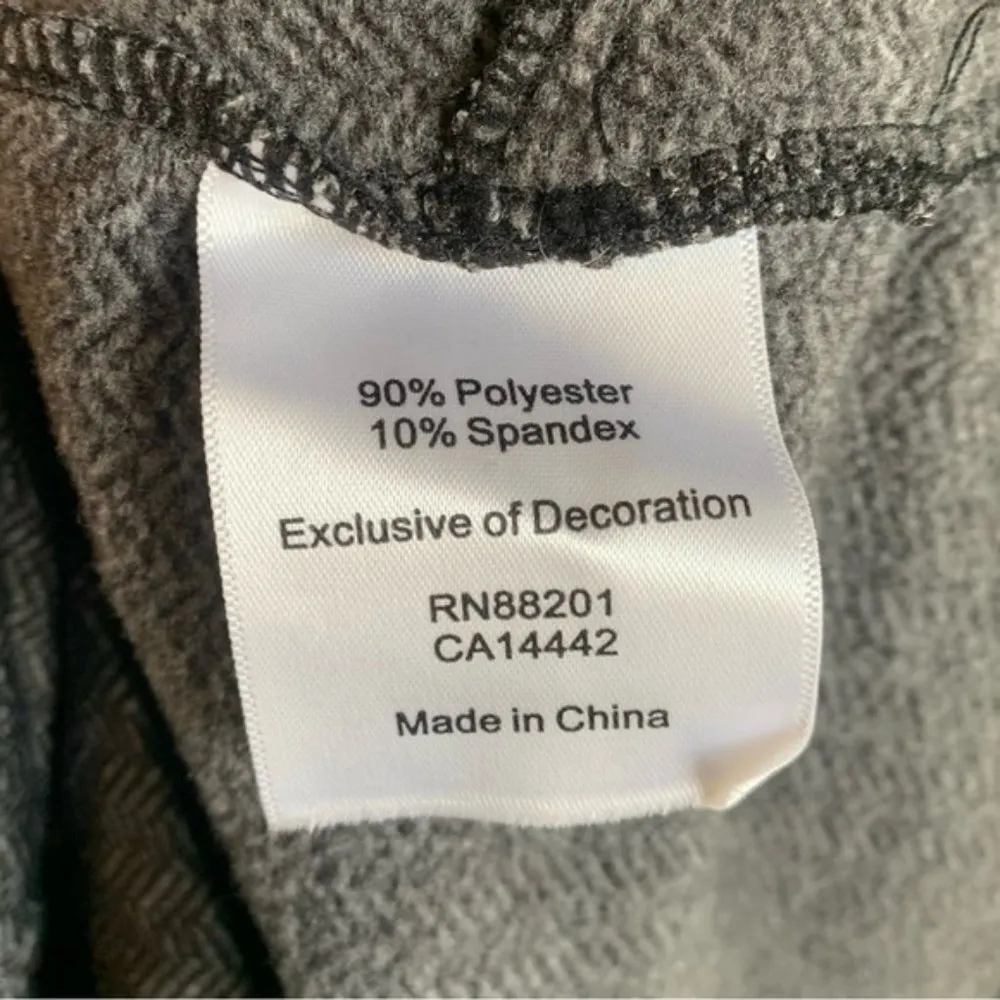 90% Polyester
10% Spandex
Exclusive of Decoration
RN88201
CA14442
Made in China